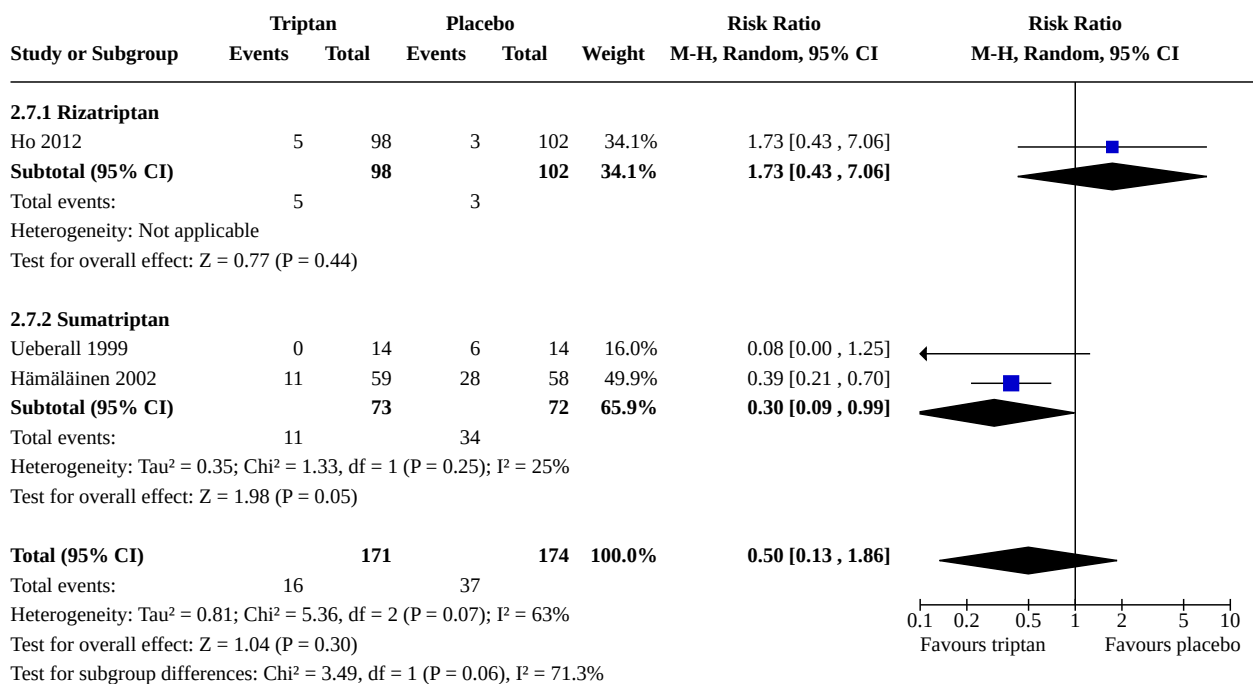 Triptan Placebo Risk Ratio Risk Ratio
Study or Subgroup Events Total Events Total Weight M-H, Random, 95% CI M-H, Random, 95% CI
2.7.1 Rizatriptan
Ho 2012 5 98 3 102 34.1% 1.73 [0.43 , 7.06]
Subtotal (95% CI) 98 102 34.1% 1.73 [0.43 , 7.06]
Total events: 5 3
Heterogeneity: Not applicable
Test for overall effect: Z = 0.77 (P = 0.44)
2.7.2 Sumatriptan
Ueberall 1999 0 14 6 14 16.0% 0.08 [0.00 , 1.25]
Hämäläinen 2002 11 59 28 58 49.9% 0.39 [0.21 , 0.70]
Subtotal (95% CI) 73 72 65.9% 0.30 [0.09 , 0.99]
Total events: 11 34
Heterogeneity: Tau² = 0.35; Chi² = 1.33, df = 1 (P = 0.25); I² = 25%
Test for overall effect: Z = 1.98 (P = 0.05)
Total (95% CI) 171 174 100.0% 0.50 [0.13 , 1.86]
Total events: 16 37
Heterogeneity: Tau² = 0.81; Chi² = 5.36, df = 2 (P = 0.07); I² = 63%
0.1 0.2 0.5 1 2 5 10
Test for overall effect: Z = 1.04 (P = 0.30) Favours triptan Favours placebo
Test for subgroup differences: Chi² = 3.49, df = 1 (P = 0.06), I² = 71.3%